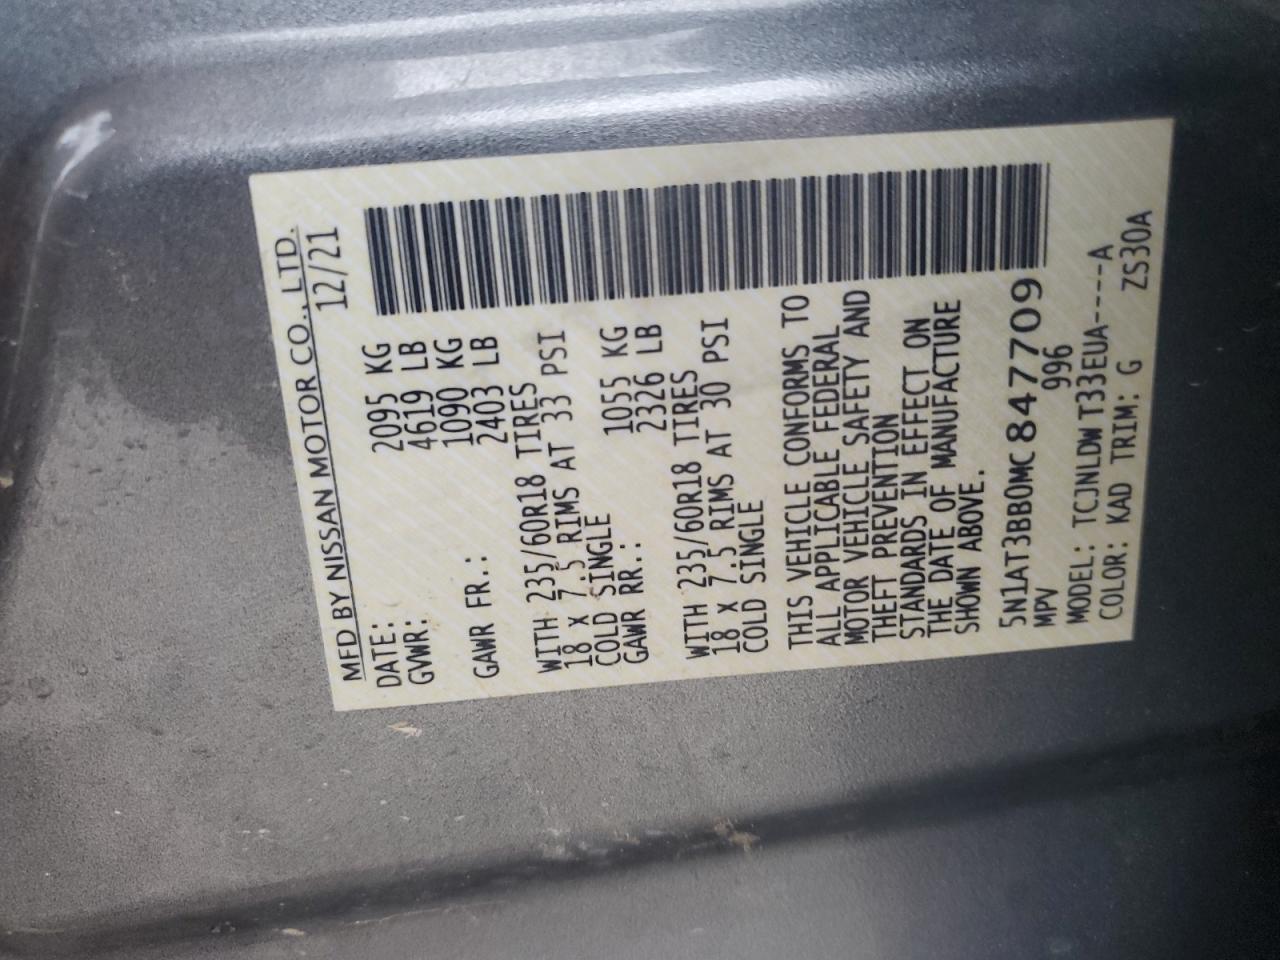 MFD BY NISSAN MOTOR CO., LTD.
DATE: 12/21
GVWR: 2095 KG
4619 LB
GAWR FR.: 1090 KG
2403 LB
WITH 235/60R18 TIRES
18 X 7.5 RIMS AT 33 PSI
COLD SINGLE
GAWR RR.: 1055 KG
2326 LB
WITH 235/60R18 TIRES
18 X 7.5 RIMS AT 30 PSI
COLD SINGLE
THIS VEHICLE CONFORMS TO
ALL APPLICABLE FEDERAL
MOTOR VEHICLE SAFETY AND
THEFT PREVENTION
STANDARDS IN EFFECT ON
THE DATE OF MANUFACTURE
SHOWN ABOVE.
5N1AT3BB0MC847709
MPV 996
MODEL: TCJNLDWT33EUA----A
COLOR: KAD TRIM: G ZS30A